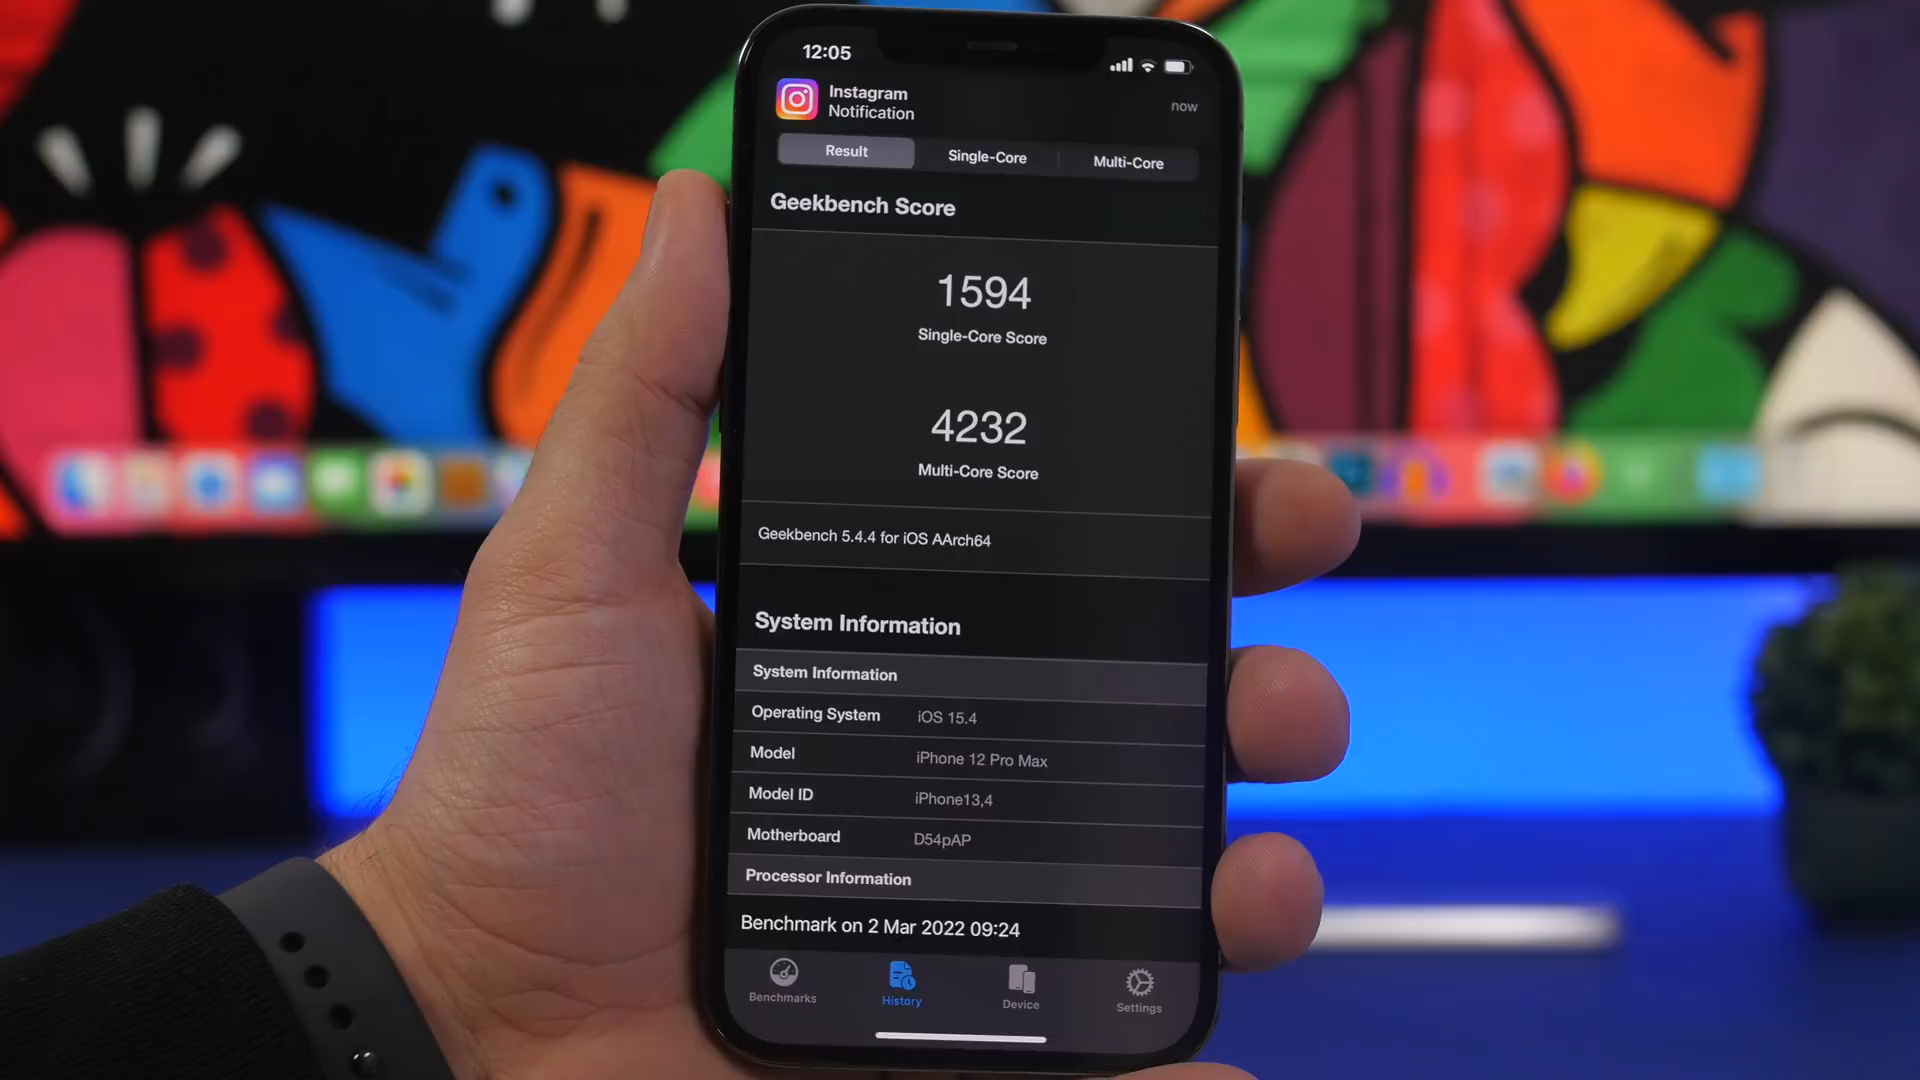 12:05
Instagram
Notification
now
Result
Single-Core
Multi-Core
Geekbench Score
1594
Single-Core Score
4232
Multi-Core Score
Geekbench 5.4.4 for iOS AArch64
System Information
System Information
Operating System iOS 15.4
Model iPhone 12 Pro Max
Model ID iPhone13,4
Motherboard D54pAP
Processor Information
Benchmark on 2 Mar 2022 09:24
Benchmarks
History
Device
Settings